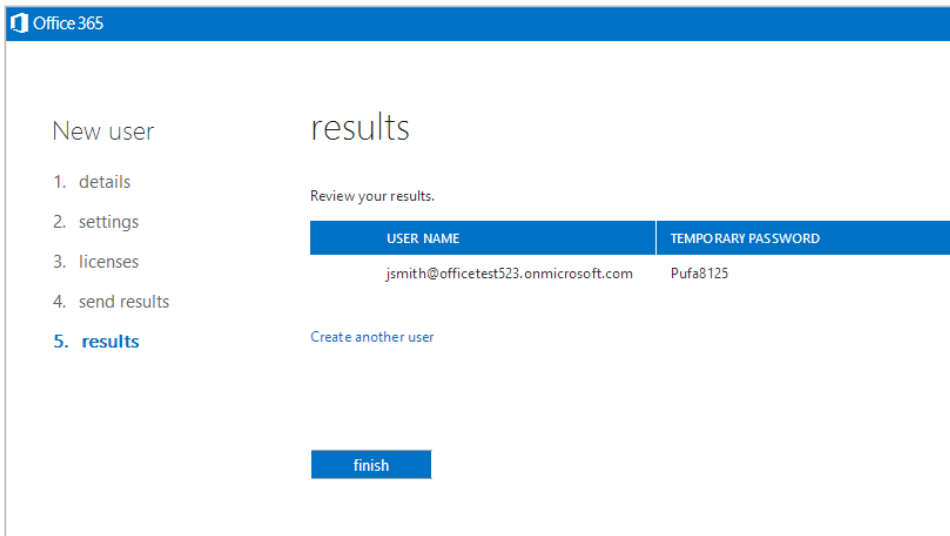 Office 365
New user
1. details
2. settings
3. licenses
4. send results
5. results
results
Review your results.
USER NAME TEMPORARY PASSWORD
jsmith@officetest523.onmicrosoft.com Pufa8125
Create another user
finish